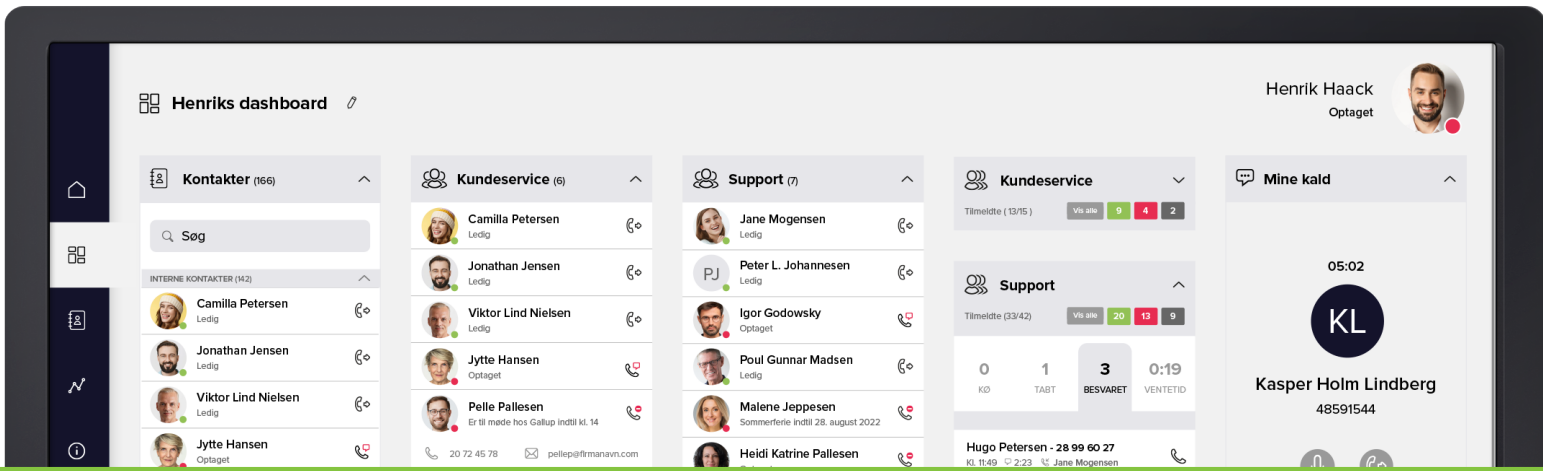 Henriks dashboard
Henrik Haack
Optaget
Kontakter (166)
Søg
INTERNE KONTAKTER (142)
Camilla Petersen
Ledig
Jonathan Jensen
Ledig
Viktor Lind Nielsen
Ledig
Jytte Hansen
Optaget
Kundeservice (6)
Camilla Petersen
Ledig
Jonathan Jensen
Ledig
Viktor Lind Nielsen
Ledig
Jytte Hansen
Optaget
Pelle Pallesen
Er til møde hos Gallup indtil kl. 14
20 72 45 78 pellep@firmanavn.com
Support (7)
Jane Mogensen
Ledig
PJ
Peter L. Johannesen
Ledig
Igor Godowsky
Optaget
Poul Gunnar Madsen
Ledig
Malene Jeppesen
Sommerferie indtil 28. august 2022
Heidi Katrine Pallesen
Kundeservice
Tilmeldte ( 13/15 ) Vis alle 9 4 2
Support
Tilmeldte (33/42) Vis alle 20 13 9
0 1 3 0:19
KØ TABT BESVARET VENTETID
Hugo Petersen - 28 99 60 27
Kl. 11:49 2:23 Jane Mogensen
Mine kald
05:02
KL
Kasper Holm Lindberg
48591544